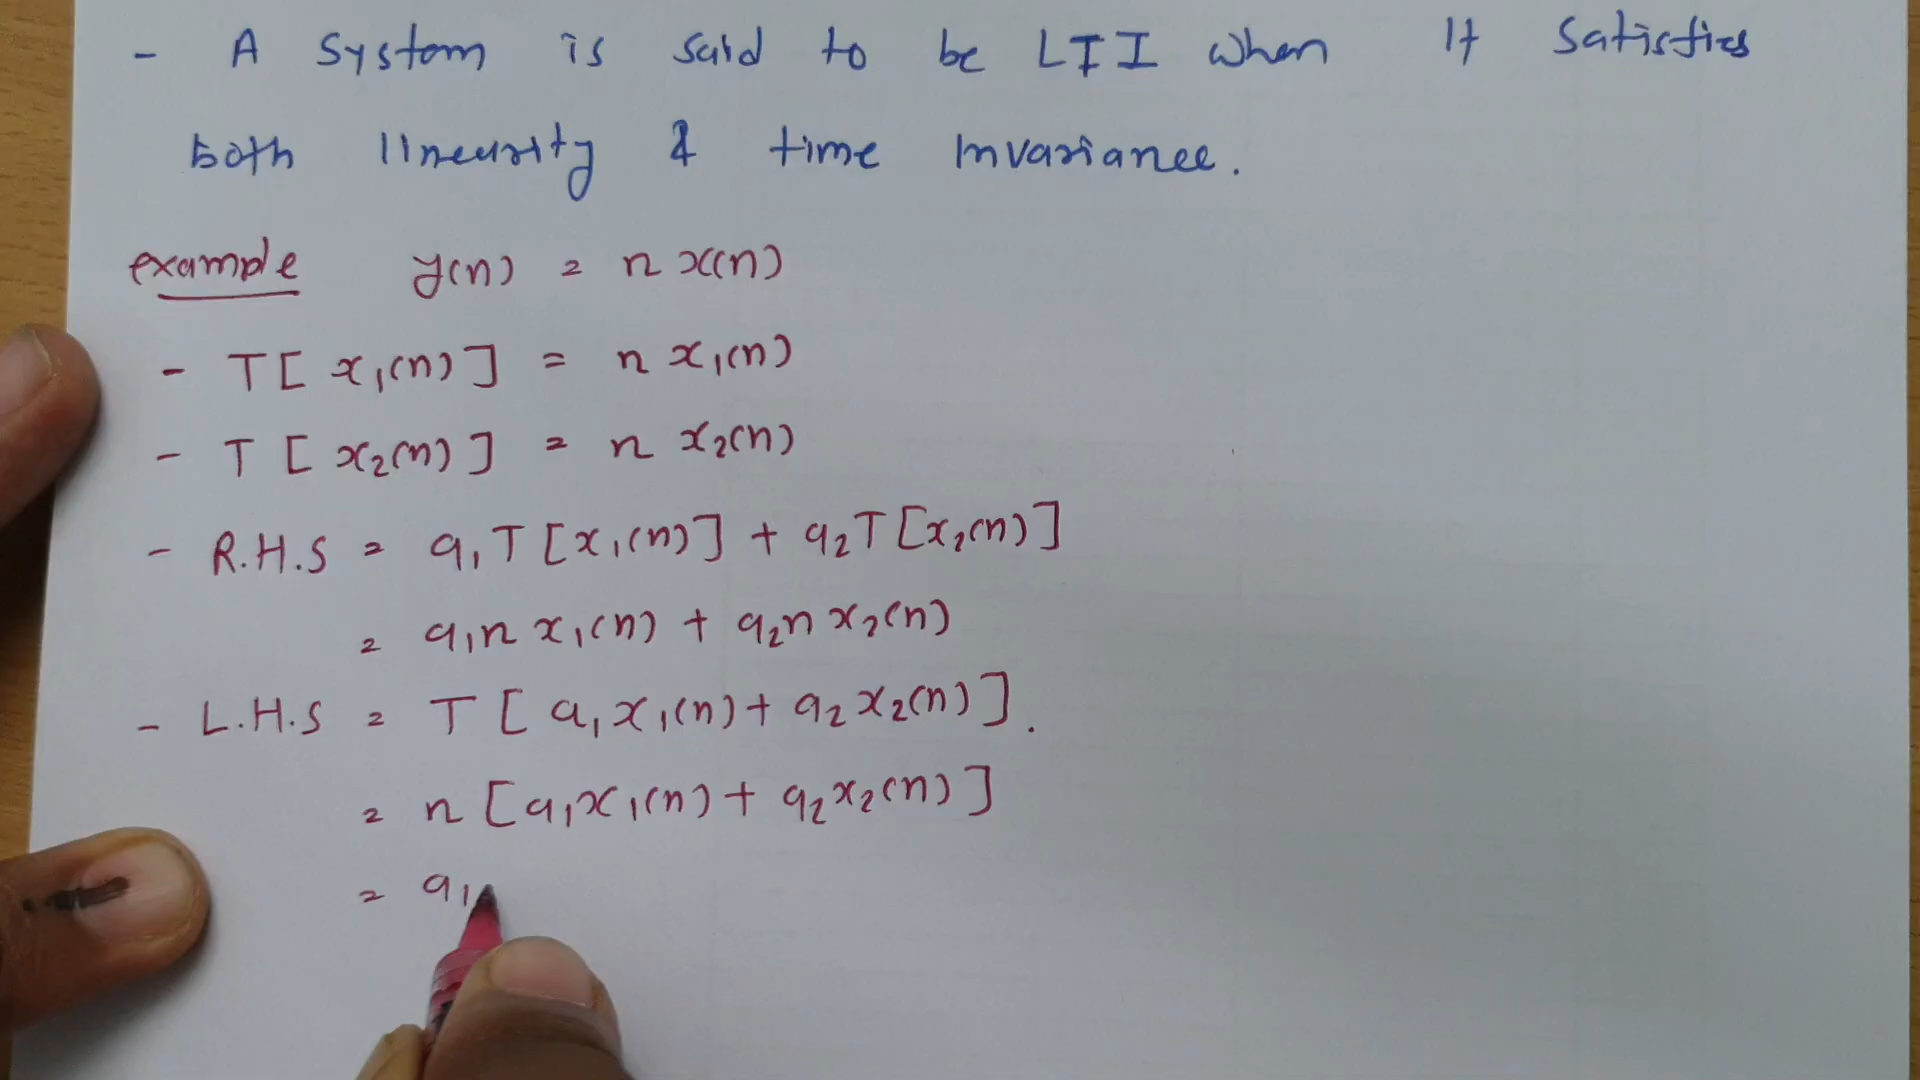 - A system is said to be LTI when It satisfies
both linearity & time Invariance.
example y(n) = n x(n)
- T[ x₁(n) ] = n x₁(n)
- T [ x₂(n) ] = n x₂(n)
- R.H.S = a₁T [x₁(n)] + a₂T [x₂(n)]
= a₁n x₁(n) + a₂n x₂(n)
- L.H.S = T [ a₁x₁(n) + a₂x₂(n) ].
= n [a₁x₁(n) + a₂x₂(n) ]
= a₁